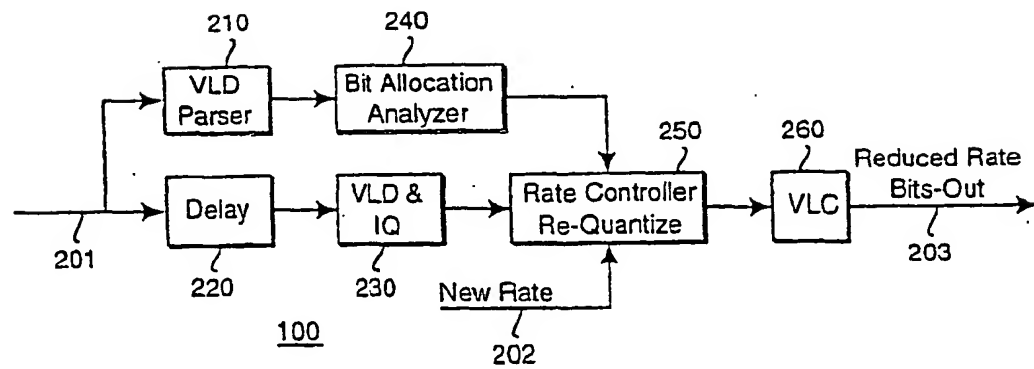 210
240
VLD
Parser
Bit Allocation
Analyzer
250
260
Reduced Rate
Bits-Out
Delay
VLD &
IQ
Rate Controller
Re-Quantize
VLC
201
220
230
203
New Rate
202
100